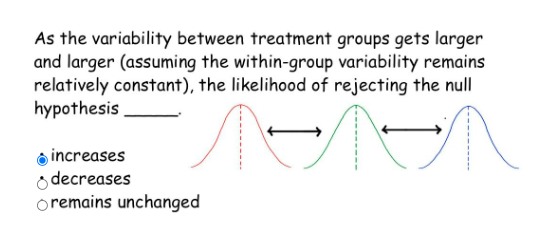 As the variability between treatment groups gets larger
and larger (assuming the within-group variability remains
relatively constant), the likelihood of rejecting the null
hypothesis ______.
increases
decreases
remains unchanged